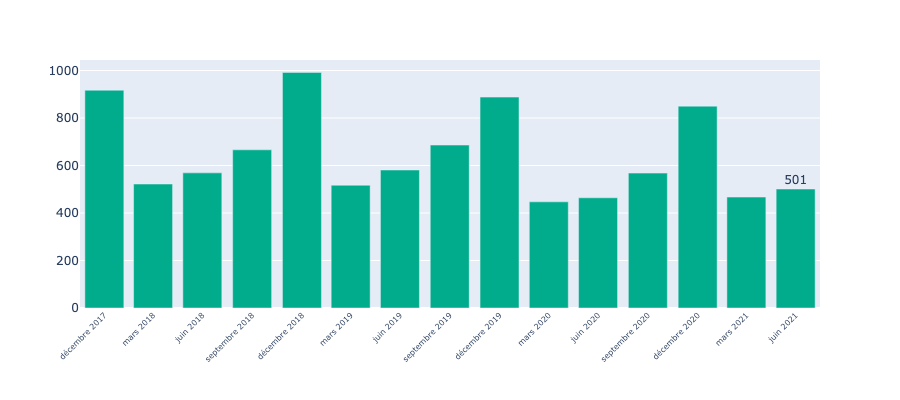 1000
800
600
400
200
0
501
décembre 2017
mars 2018
juin 2018
septembre 2018
décembre 2018
mars 2019
juin 2019
septembre 2019
décembre 2019
mars 2020
juin 2020
septembre 2020
décembre 2020
mars 2021
juin 2021